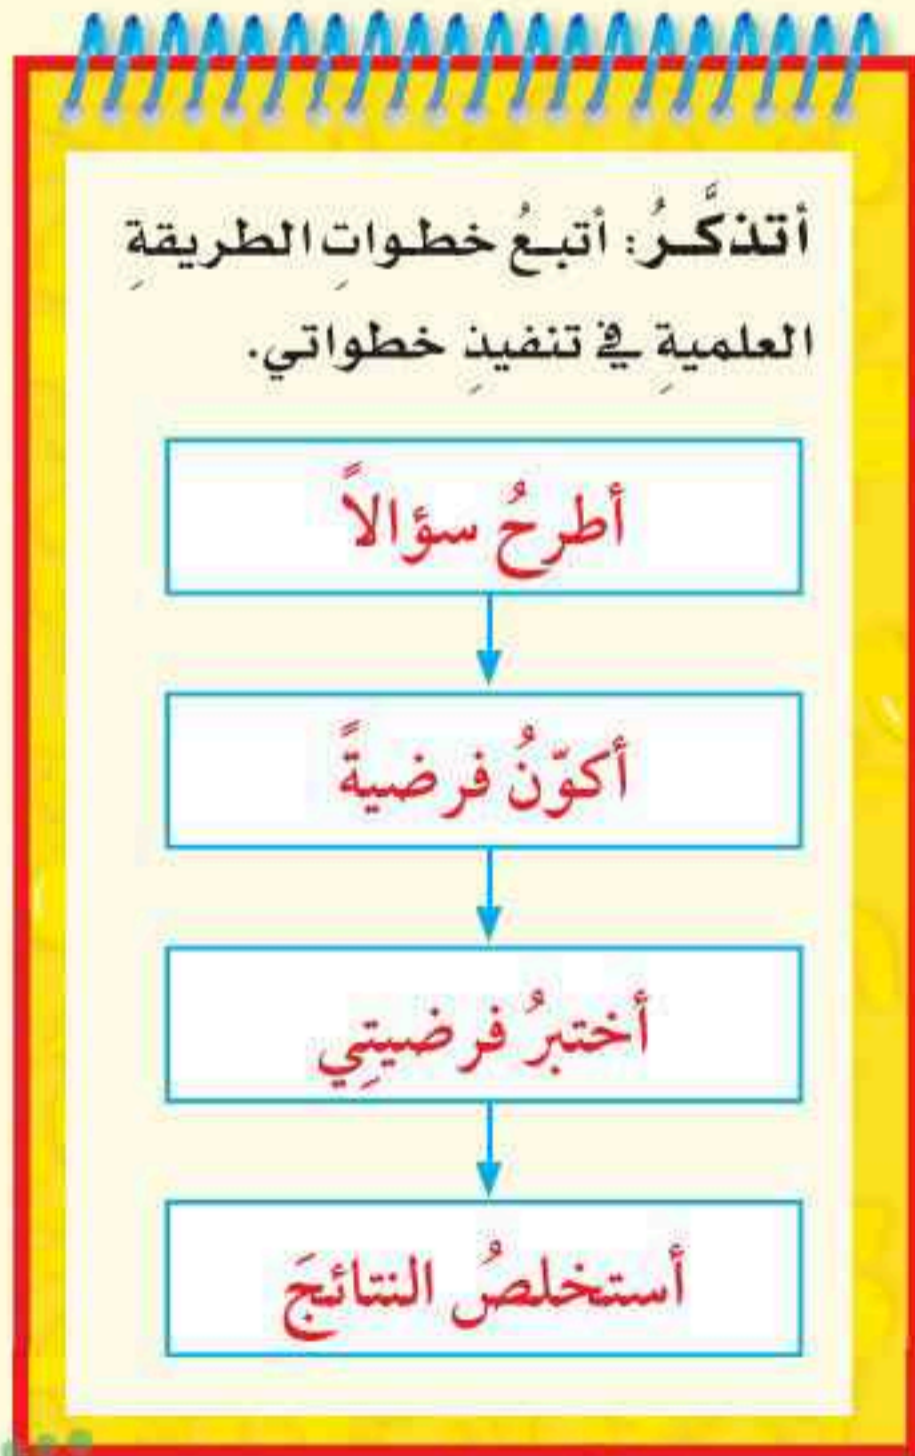 أتذكَّرُ: أتبعُ خطواتِ الطريقةِ
العلميةِ في تنفيذِ خطواتي.
أطرحُ سؤالاً
أكوّنُ فرضيةً
أختبرُ فرضيتِي
أستخلصُ النتائجَ